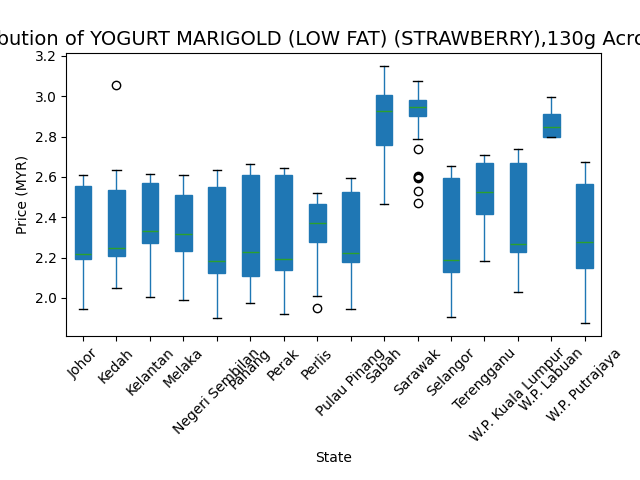 bution of YOGURT MARIGOLD (LOW FAT) (STRAWBERRY),130g Acro
3.2
3.0
2.8
2.6
2.4
2.2
2.0
Price (MYR)
Johor
Kedah
Kelantan
Melaka
Negeri Sembilan
Pahang
Perak
Perlis
Pulau Pinang
Sabah
Sarawak
Selangor
Terengganu
W.P. Kuala Lumpur
W.P. Labuan
W.P. Putrajaya
State